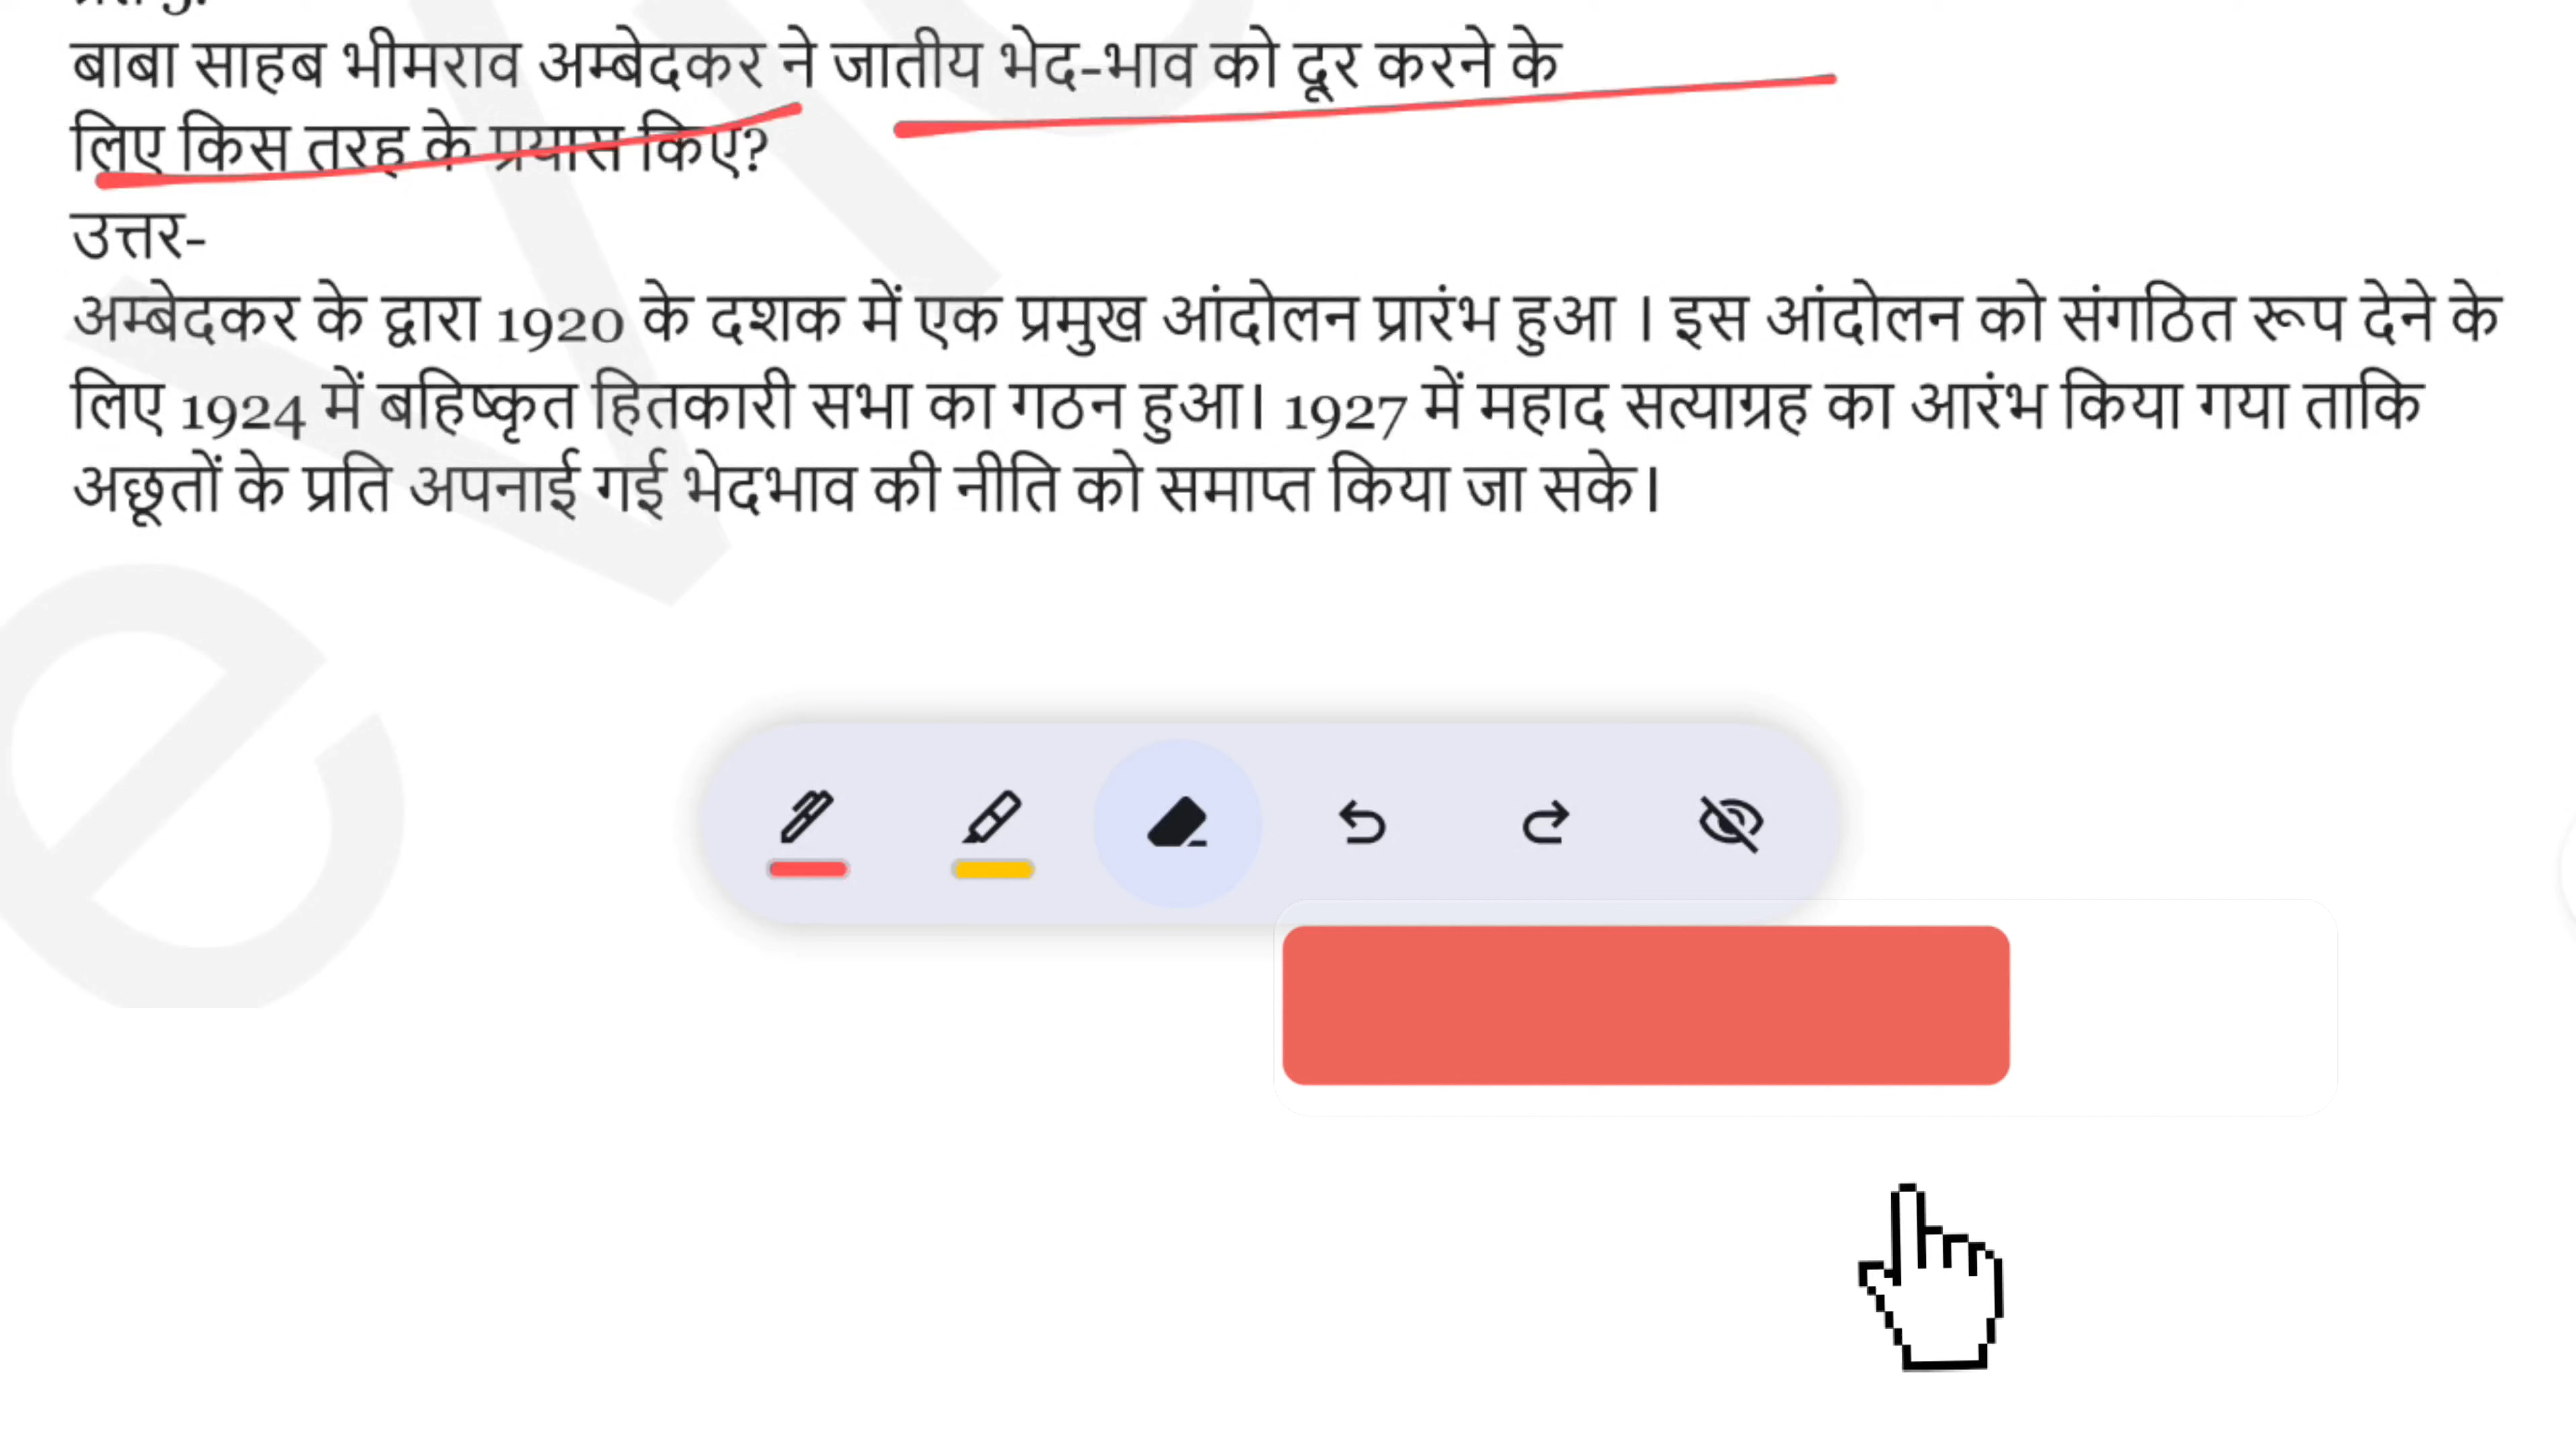 बाबा साहब भीमराव अम्बेदकर ने जातीय भेद-भाव को दूर करने के
लिए किस तरह के प्रयास किए?
उत्तर-
अम्बेदकर के द्वारा 1920 के दशक में एक प्रमुख आंदोलन प्रारंभ हुआ । इस आंदोलन को संगठित रूप देने के
लिए 1924 में बहिष्कृत हितकारी सभा का गठन हुआ। 1927 में महाद सत्याग्रह का आरंभ किया गया ताकि
अछूतों के प्रति अपनाई गई भेदभाव की नीति को समाप्त किया जा सके।